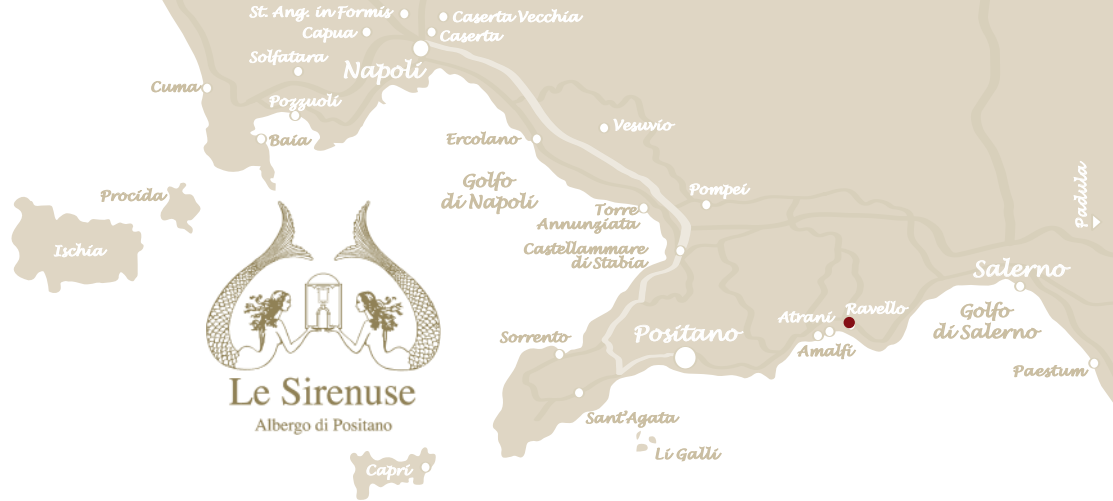 St. Ang. in Formis
Caserta Vecchia
Capua
Caserta
Solfatara
Napoli
Cuma
Pozzuoli
Vesuvio
Baia
Ercolano
Procida
Golfo
di Napoli
Pompei
Padula
Torre
Annunziata
Ischia
Castellammare
di Stabia
Salerno
Atrani
Ravello
Golfo
di Salerno
Sorrento
Positano
Amalfi
Paestum
Le Sirenuse
Albergo di Positano
Sant'Agata
Li Galli
Capri